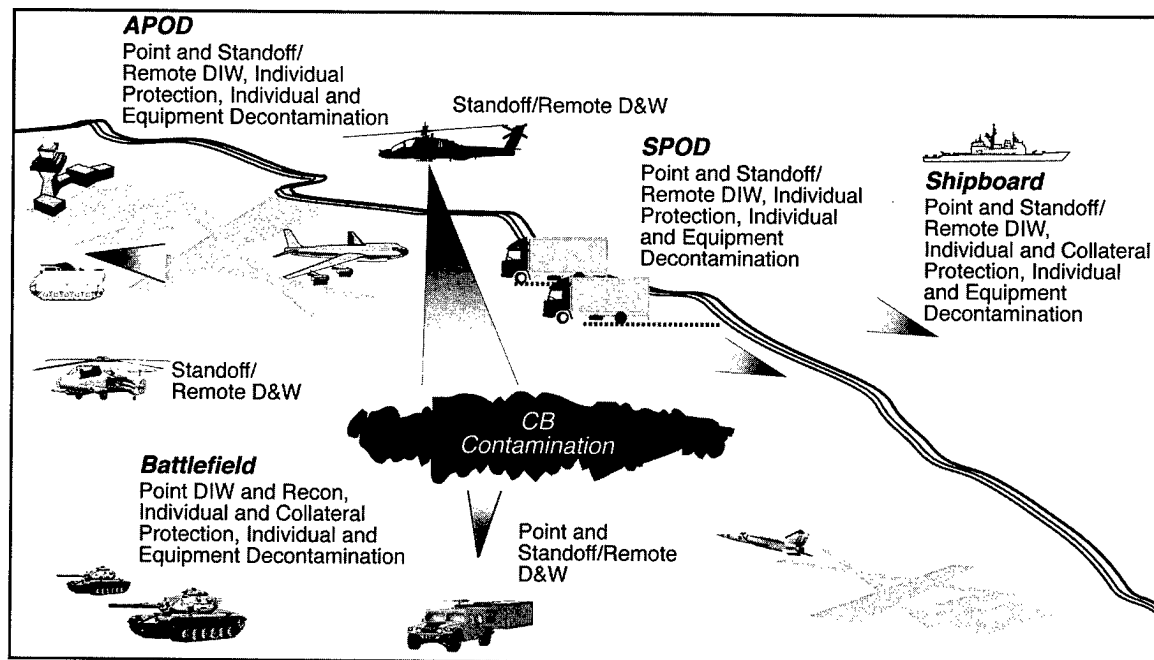 APOD
Point and Standoff/
Remote DIW, Individual
Protection, Individual and
Equipment Decontamination
Standoff/Remote D&W
SPOD
Point and Standoff/
Remote DIW, Individual
Protection, Individual
and Equipment
Decontamination
Shipboard
Point and Standoff/
Remote DIW,
Individual and Collateral
Protection, Individual
and Equipment
Decontamination
Standoff/
Remote D&W
CB
Contamination
Battlefield
Point DIW and Recon,
Individual and Collateral
Protection, Individual and
Equipment Decontamination
Point and
Standoff/Remote
D&W